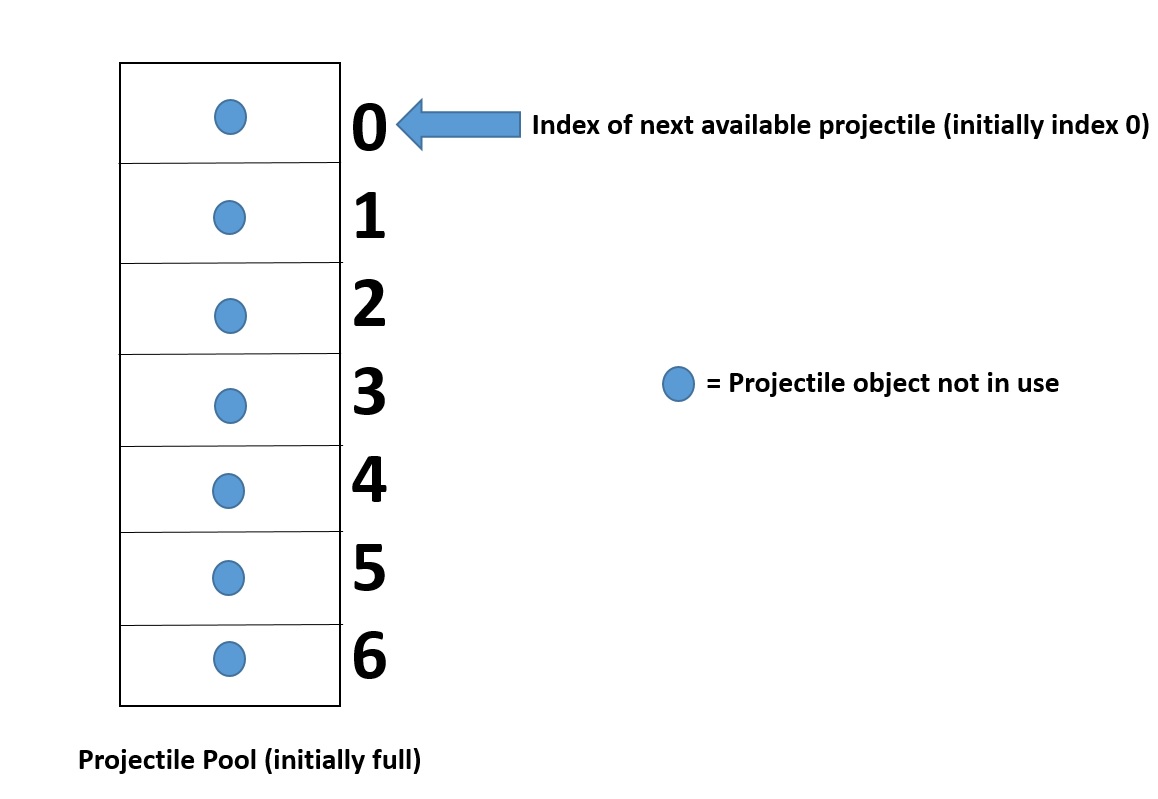 0
Index of next available projectile (initially index 0)
1
2
3
= Projectile object not in use
4
5
6
Projectile Pool (initially full)